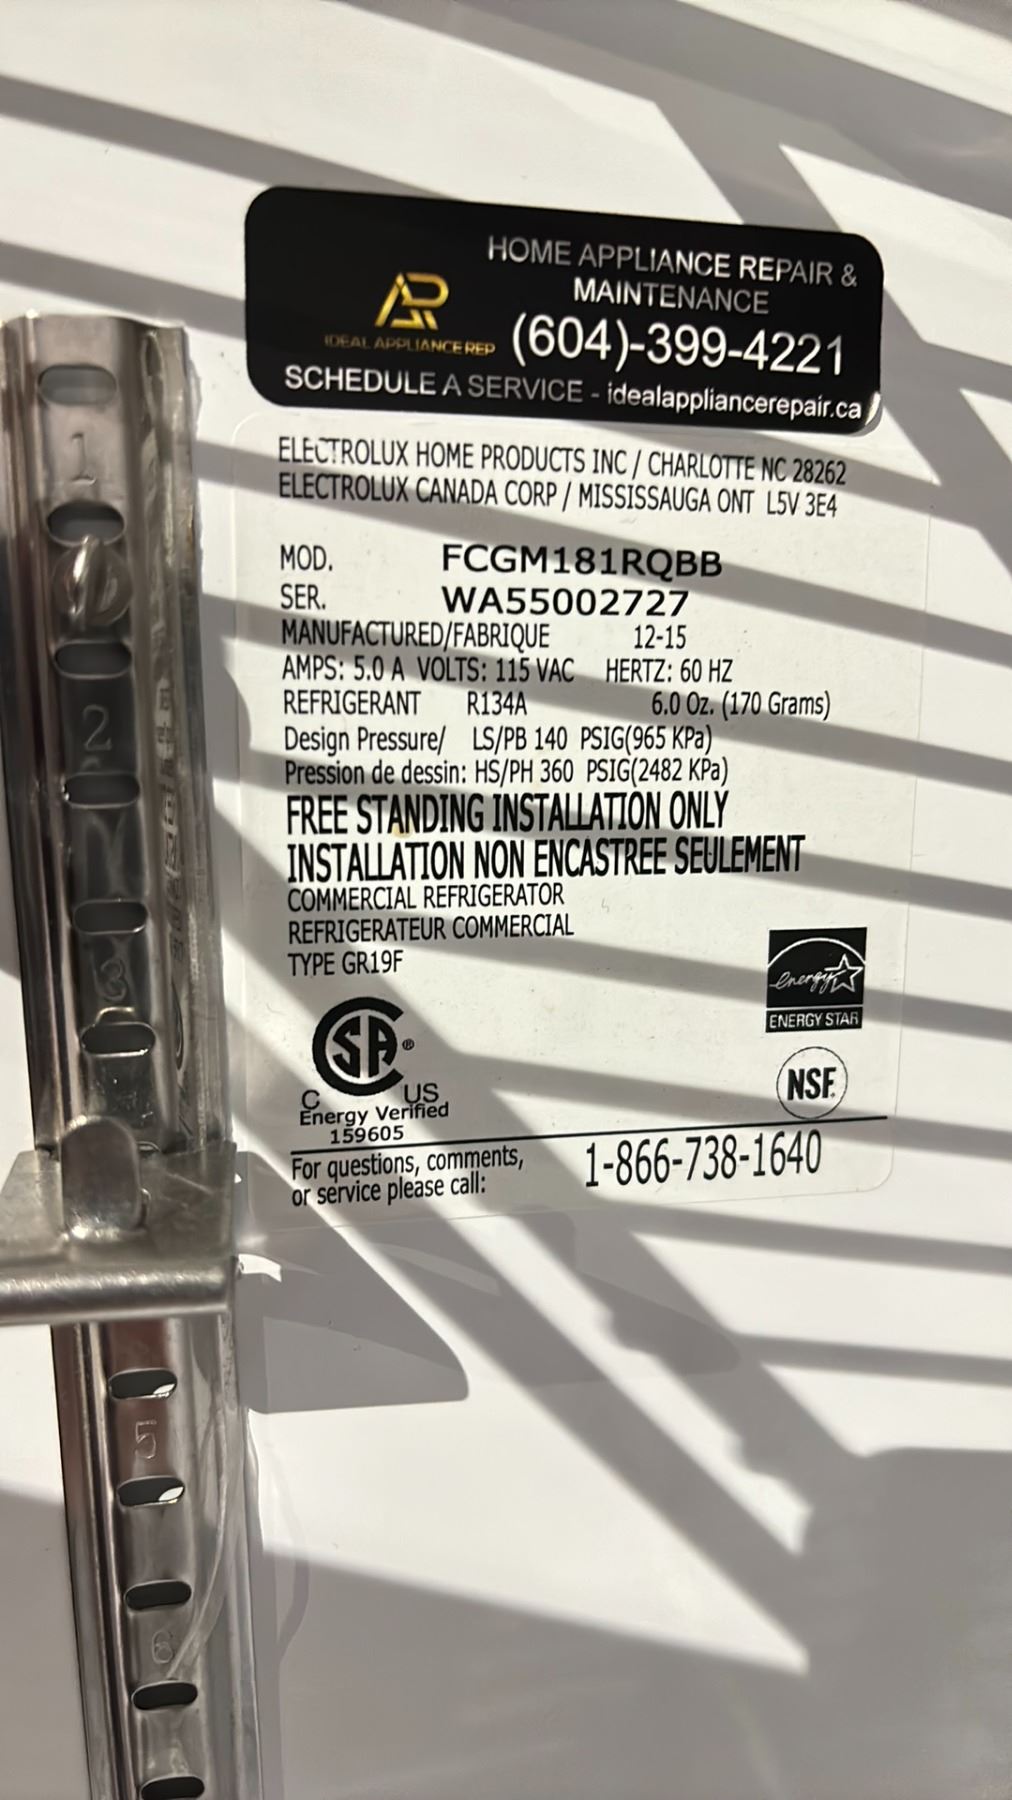 HOME APPLIANCE REPAIR &
MAINTENANCE
AR
IDEAL APPLIANCE REP
(604)-399-4221
SCHEDULE A SERVICE - idealappliancerepair.ca
ELECTROLUX HOME PRODUCTS INC / CHARLOTTE NC 28262
ELECTROLUX CANADA CORP / MISSISSAUGA ONT L5V 3E4
MOD. FCGM181RQBB
SER. WA55002727
MANUFACTURED/FABRIQUE 12-15
AMPS: 5.0 A VOLTS: 115 VAC HERTZ: 60 HZ
REFRIGERANT R134A 6.0 Oz. (170 Grams)
Design Pressure/ LS/PB 140 PSIG(965 KPa)
Pression de dessin: HS/PH 360 PSIG(2482 KPa)
FREE STANDING INSTALLATION ONLY
INSTALLATION NON ENCASTREE SEULEMENT
COMMERCIAL REFRIGERATOR
REFRIGERATEUR COMMERCIAL
TYPE GR19F
energy
ENERGY STAR
SA®
C US
Energy Verified
159605
NSF.
For questions, comments,
or service please call:
1-866-738-1640
1
2
3
5
6